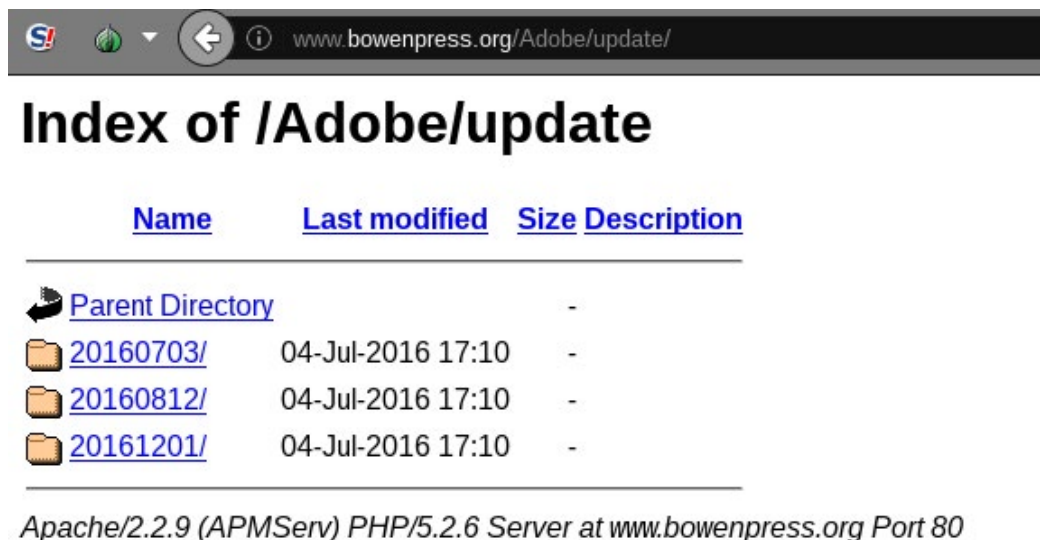 S!
www.bowenpress.org/Adobe/update/
Index of /Adobe/update
Name Last modified Size Description
Parent Directory -
20160703/ 04-Jul-2016 17:10 -
20160812/ 04-Jul-2016 17:10 -
20161201/ 04-Jul-2016 17:10 -
Apache/2.2.9 (APMServ) PHP/5.2.6 Server at www.bowenpress.org Port 80